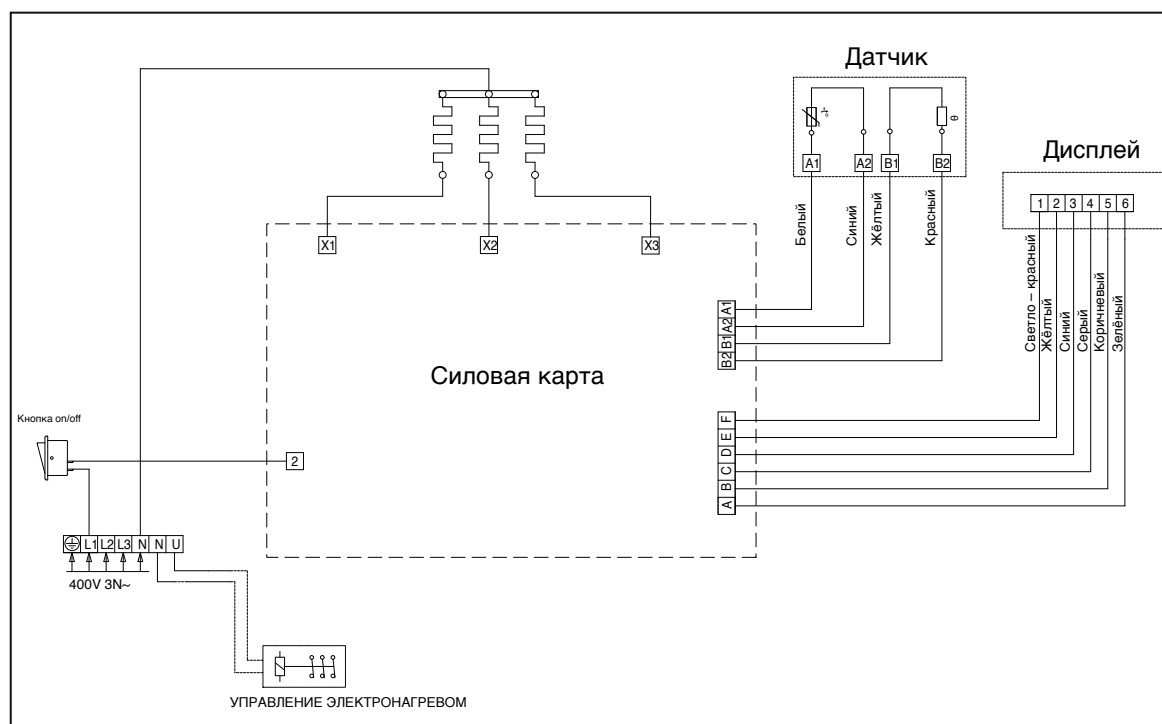 Датчик
A1 A2 B1 B2
Белый
Синий
Жёлтый
Красный
Дисплей
1 2 3 4 5 6
Светло – красный
Жёлтый
Синий
Серый
Коричневый
Зелёный
X1 X2 X3
A1
A2
B1
B2
Силовая карта
F
E
D
C
B
A
Кнопка on/off
2
L1 L2 L3 N N U
400V 3N~
УПРАВЛЕНИЕ ЭЛЕКТРОНАГРЕВОМ